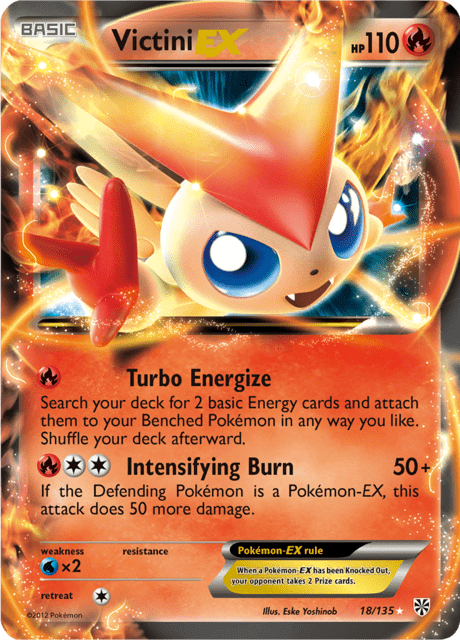 BASIC
Victini EX
HP110
Turbo Energize
Search your deck for 2 basic Energy cards and attach
them to your Benched Pokémon in any way you like.
Shuffle your deck afterward.
Intensifying Burn 50+
If the Defending Pokémon is a Pokémon-EX, this
attack does 50 more damage.
weakness resistance
×2
retreat
Pokémon-EX rule
When a Pokémon-EX has been Knocked Out,
your opponent takes 2 Prize cards.
©2012 Pokémon Illus. Eske Yoshinob 18/135